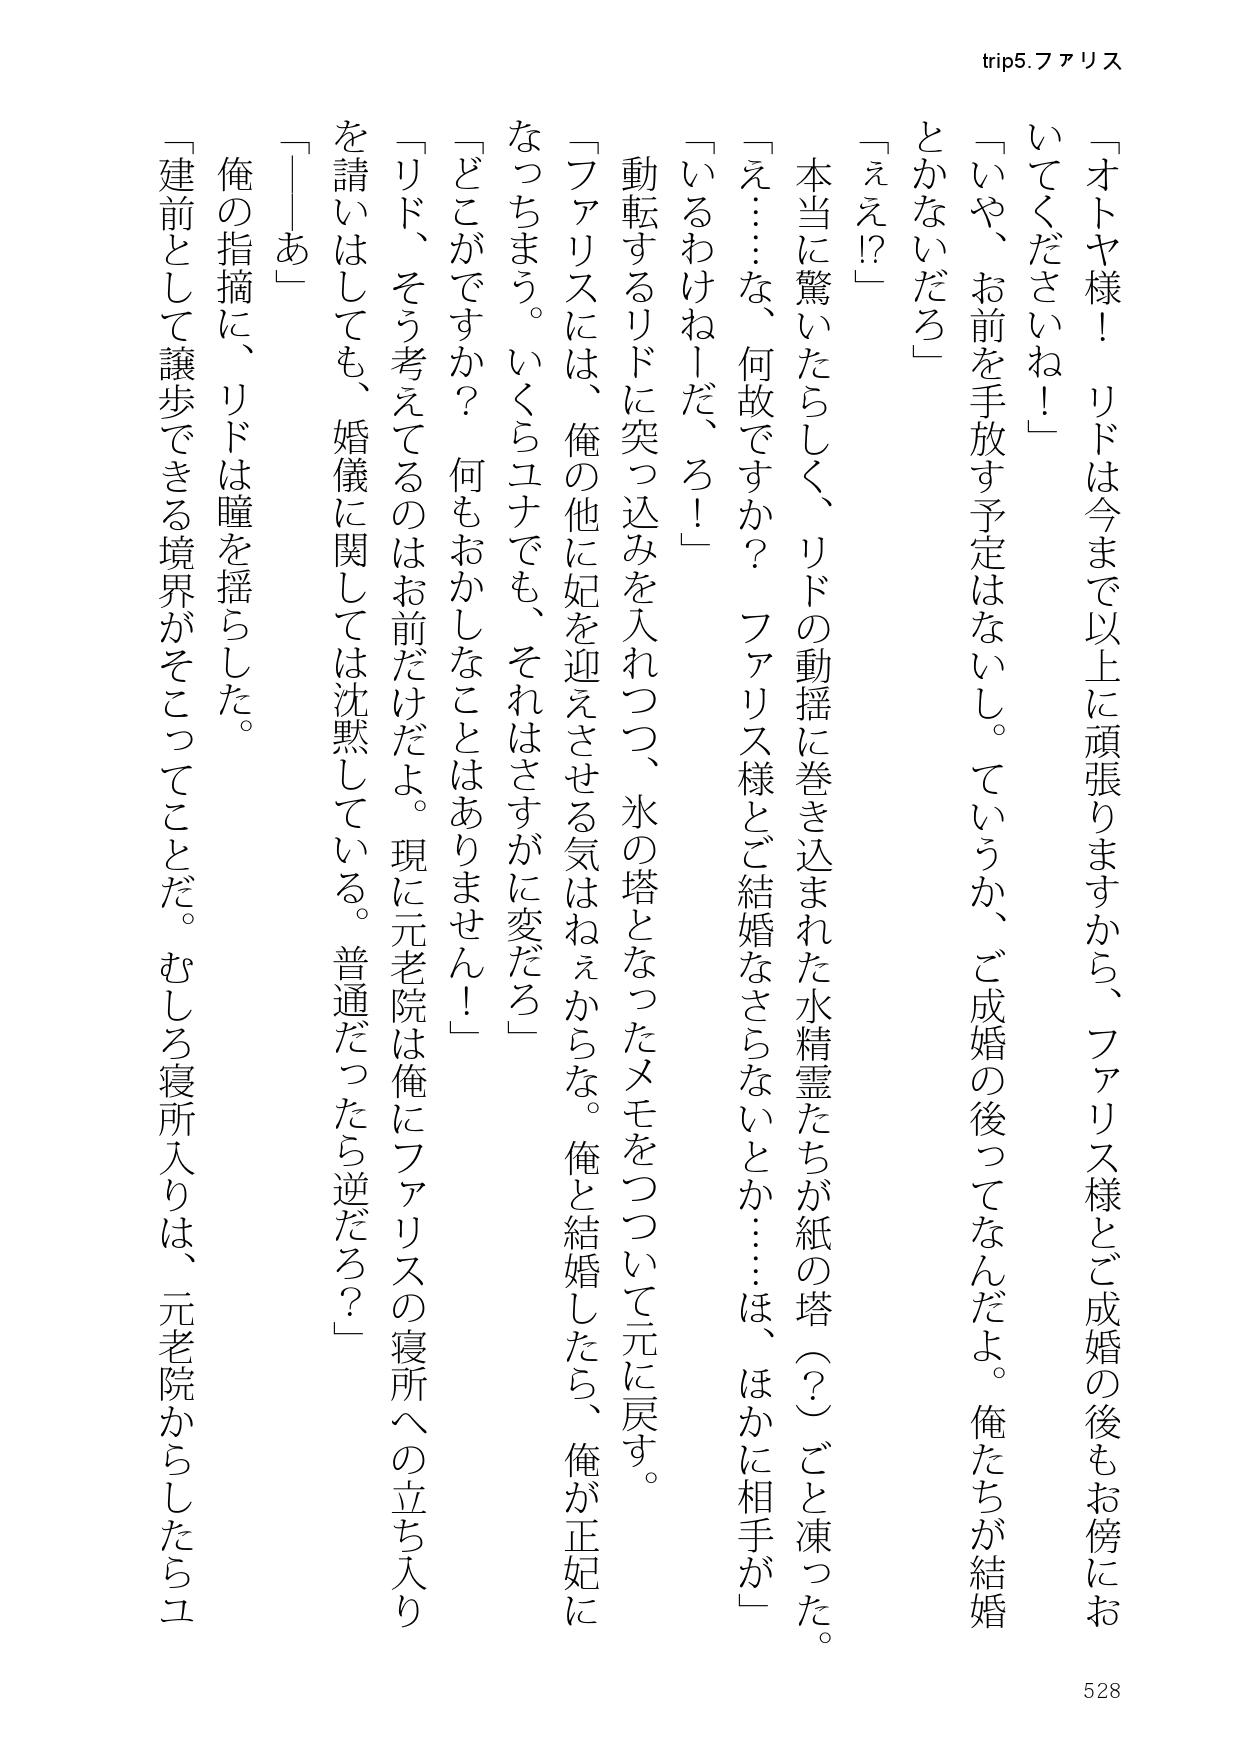 trip5.ファリス
「オトヤ様！　リドは今まで以上に頑張りますから、ファリス様とご成婚の後もお傍にお
いてくださいね！」
「いや、お前を手放す予定はないし。ていうか、ご成婚の後ってなんだよ。俺たちが結婚
とかないだろ」
「ええ!?」
　本当に驚いたらしく、リドの動揺に巻き込まれた水精霊たちが紙の塔（？）ごと凍った。
「え……な、何故ですか？　ファリス様とご結婚なさらないとか……ほ、ほかに相手が」
「いるわけねーだ、ろ！」
　動転するリドに突っ込みを入れつつ、氷の塔となったメモをつついて元に戻す。
「ファリスには、俺の他に妃を迎えさせる気はねぇからな。俺と結婚したら、俺が正妃に
なっちまう。いくらユナでも、それはさすがに変だろ」
「どこがですか？　何もおかしなことはありません！」
「リド、そう考えてるのはお前だけだよ。現に元老院は俺にファリスの寝所への立ち入り
を請いはしても、婚儀に関しては沈黙している。普通だったら逆だろ？」
「――あ」
　俺の指摘に、リドは瞳を揺らした。
「建前として譲歩できる境界がそこってことだ。むしろ寝所入りは、元老院からしたらユ
528